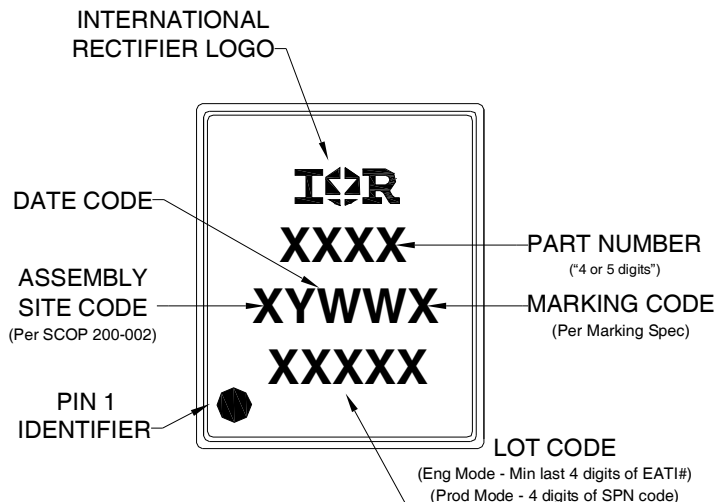 INTERNATIONAL
RECTIFIER LOGO
IOR
DATE CODE
XXXX
PART NUMBER
(“4 or 5 digits”)
ASSEMBLY
SITE CODE
(Per SCOP 200-002)
XYWWX
MARKING CODE
(Per Marking Spec)
XXXXX
PIN 1
IDENTIFIER
LOT CODE
(Eng Mode - Min last 4 digits of EATI#)
(Prod Mode - 4 digits of SPN code)